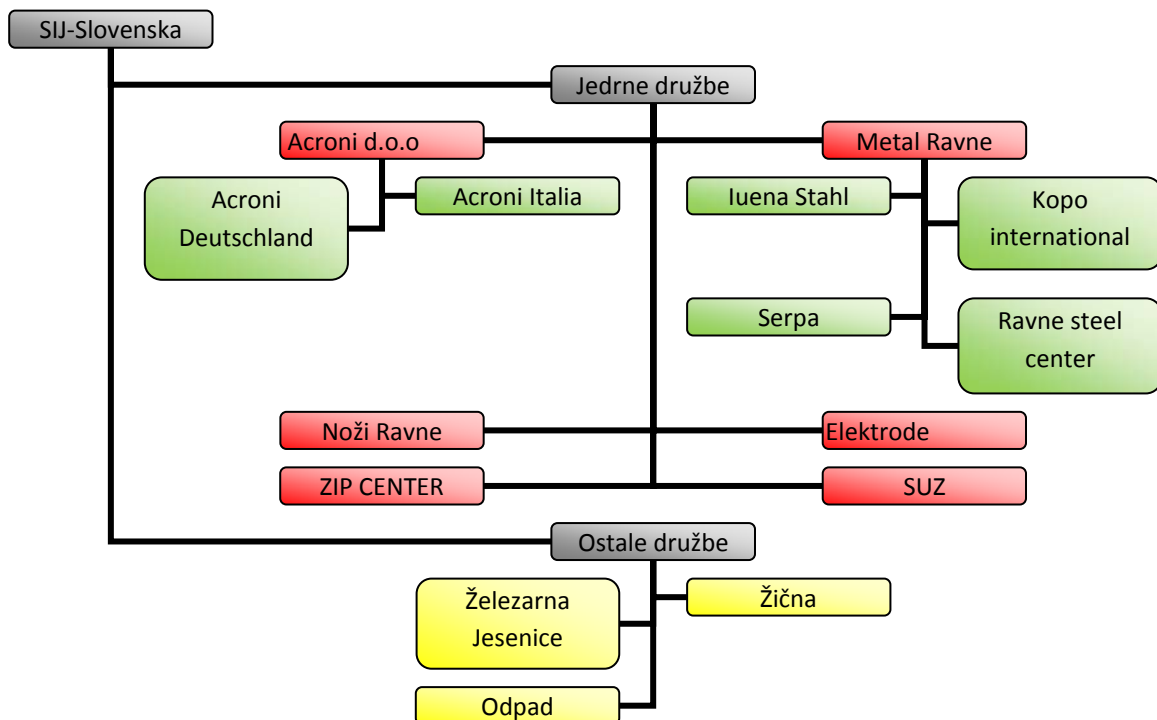 SIJ-Slovenska
Jedrne družbe
Acroni d.o.o
Metal Ravne
Acroni
Deutschland
Acroni Italia
Iuena Stahl
Kopo
international
Serpa
Ravne steel
center
Noži Ravne
Elektrode
ZIP CENTER
SUZ
Ostale družbe
Železarna
Jesenice
Žična
Odpad